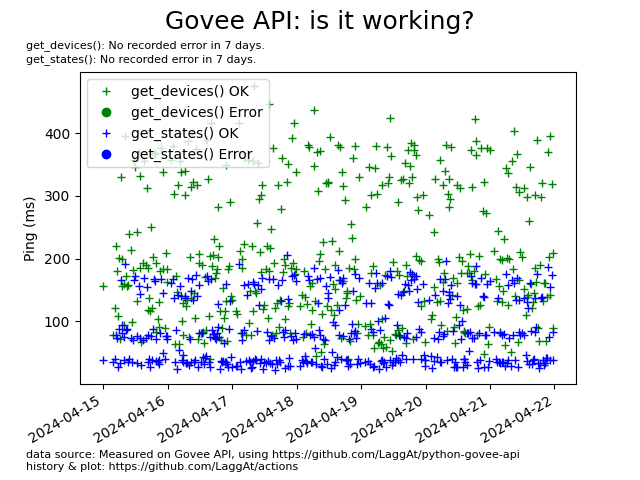 Govee API: is it working?
get_devices(): No recorded error in 7 days.
get_states(): No recorded error in 7 days.
get_devices() OK
get_devices() Error
get_states() OK
get_states() Error
400
300
200
100
Ping (ms)
2024-04-15
2024-04-16
2024-04-17
2024-04-18
2024-04-19
2024-04-20
2024-04-21
2024-04-22
data source: Measured on Govee API, using https://github.com/LaggAt/python-govee-api
history & plot: https://github.com/LaggAt/actions